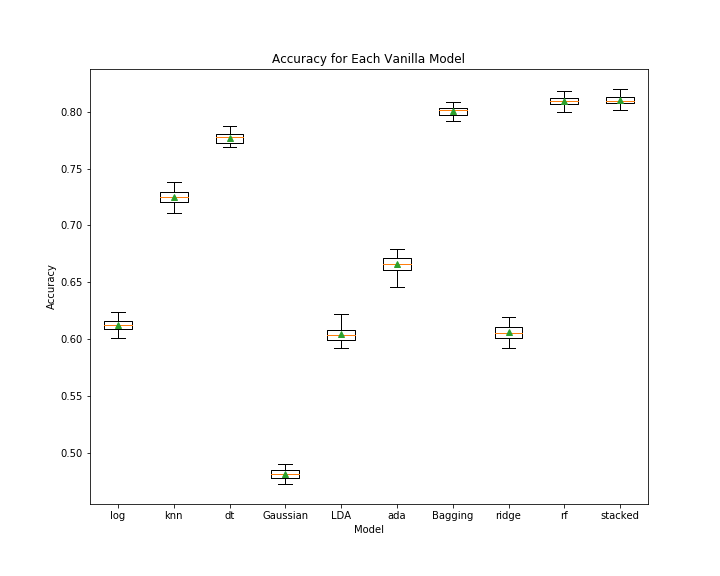 Accuracy for Each Vanilla Model
Accuracy
0.80
0.75
0.70
0.65
0.60
0.55
0.50
log knn dt Gaussian LDA ada Bagging ridge rf stacked
Model